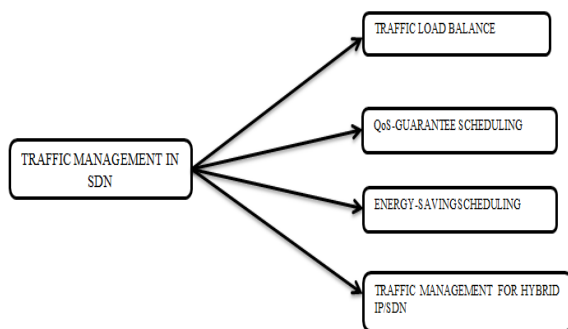 TRAFFIC LOAD BALANCE
QoS-GUARANTEE SCHEDULING
TRAFFIC MANAGEMENT IN
SDN
ENERGY-SAVINGSCHEDULING
TRAFFIC MANAGEMENT FOR HYBRID
IP/SDN